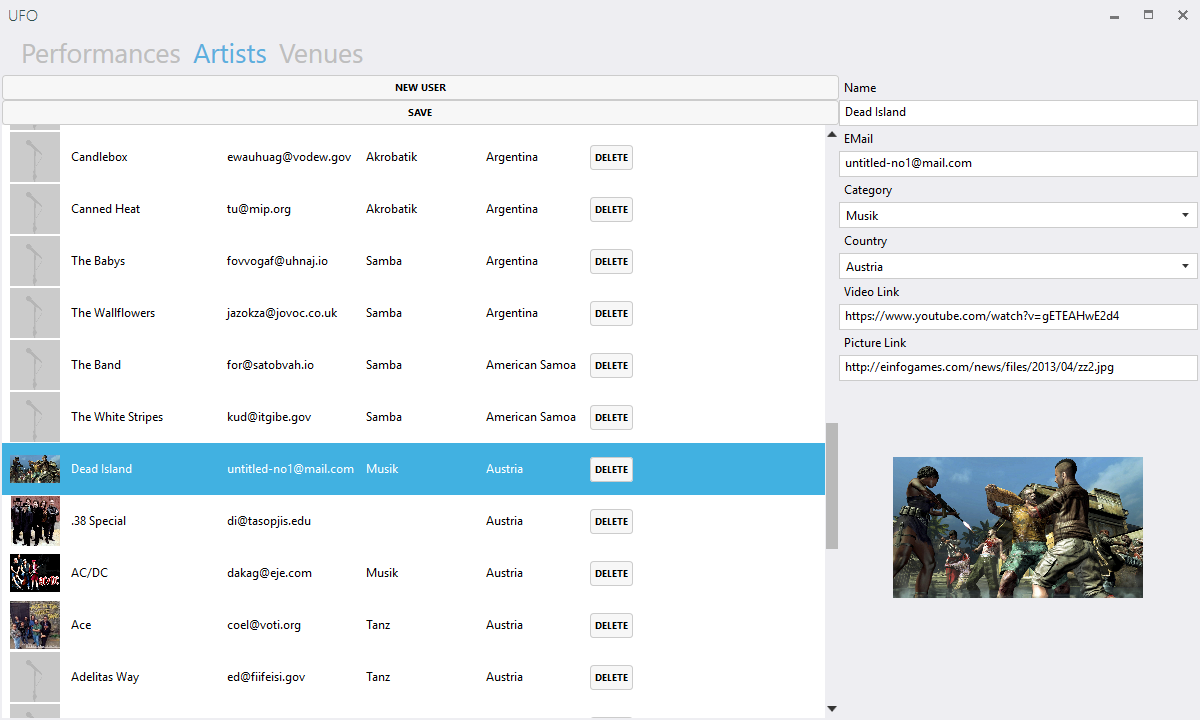 UFO
Performances Artists Venues
NEW USER
SAVE
Candlebox ewauhuag@vodew.gov Akrobatik Argentina DELETE
Canned Heat tu@mip.org Akrobatik Argentina DELETE
The Babys fovvogaf@uhnaj.io Samba Argentina DELETE
The Wallflowers jazokza@jovoc.co.uk Samba Argentina DELETE
The Band for@satobvah.io Samba American Samoa DELETE
The White Stripes kud@itgibe.gov Samba American Samoa DELETE
Dead Island untitled-no1@mail.com Musik Austria DELETE
.38 Special di@tasopjis.edu Austria DELETE
AC/DC dakag@eje.com Musik Austria DELETE
Ace coel@voti.org Tanz Austria DELETE
Adelitas Way ed@fiifeisi.gov Tanz Austria DELETE
Name
Dead Island
EMail
untitled-no1@mail.com
Category
Musik
Country
Austria
Video Link
https://www.youtube.com/watch?v=gETEAHwE2d4
Picture Link
http://einfogames.com/news/files/2013/04/zz2.jpg